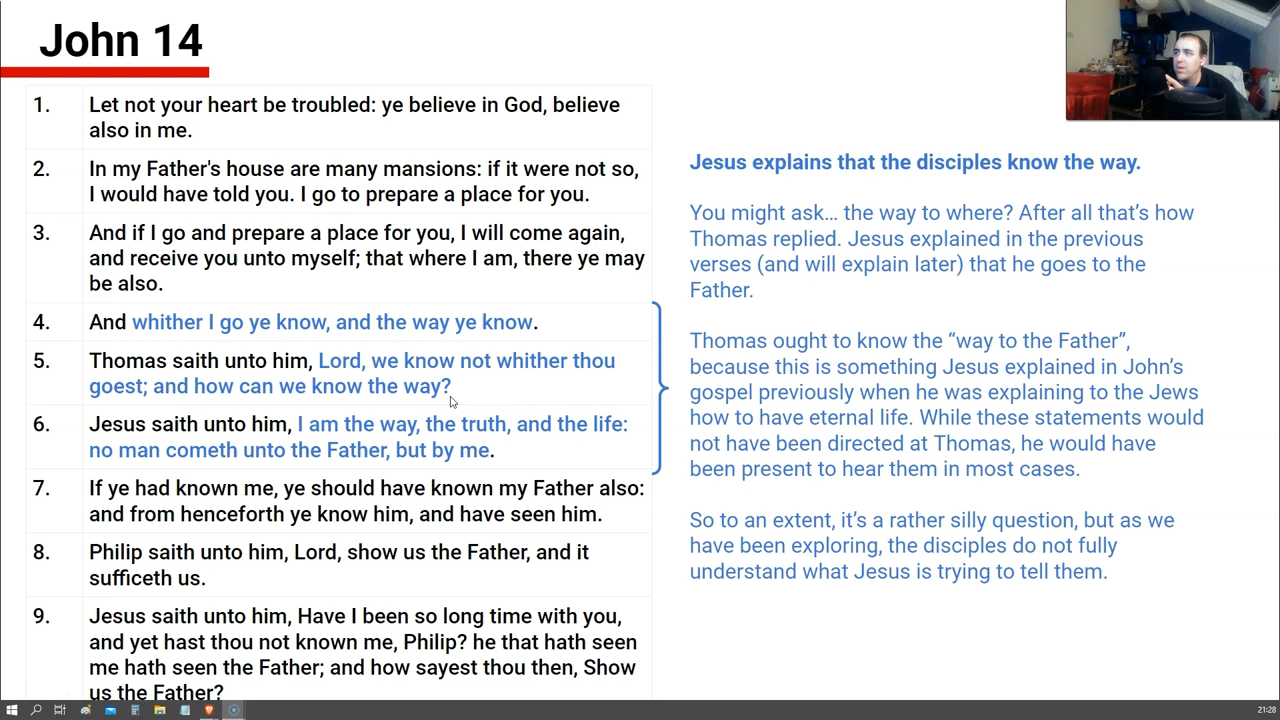 John 14
1. Let not your heart be troubled: ye believe in God, believe
also in me.
2. In my Father's house are many mansions: if it were not so,
I would have told you. I go to prepare a place for you.
3. And if I go and prepare a place for you, I will come again,
and receive you unto myself; that where I am, there ye may
be also.
4. And whither I go ye know, and the way ye know.
5. Thomas saith unto him, Lord, we know not whither thou
goest; and how can we know the way?
6. Jesus saith unto him, I am the way, the truth, and the life:
no man cometh unto the Father, but by me.
7. If ye had known me, ye should have known my Father also:
and from henceforth ye know him, and have seen him.
8. Philip saith unto him, Lord, show us the Father, and it
sufficeth us.
9. Jesus saith unto him, Have I been so long time with you,
and yet hast thou not known me, Philip? he that hath seen
me hath seen the Father; and how sayest thou then, Show
us the Father?
Jesus explains that the disciples know the way.
You might ask… the way to where? After all that’s how
Thomas replied. Jesus explained in the previous
verses (and will explain later) that he goes to the
Father.
Thomas ought to know the “way to the Father”,
because this is something Jesus explained in John’s
gospel previously when he was explaining to the Jews
how to have eternal life. While these statements would
not have been directed at Thomas, he would have
been present to hear them in most cases.
So to an extent, it’s a rather silly question, but as we
have been exploring, the disciples do not fully
understand what Jesus is trying to tell them.
21:28